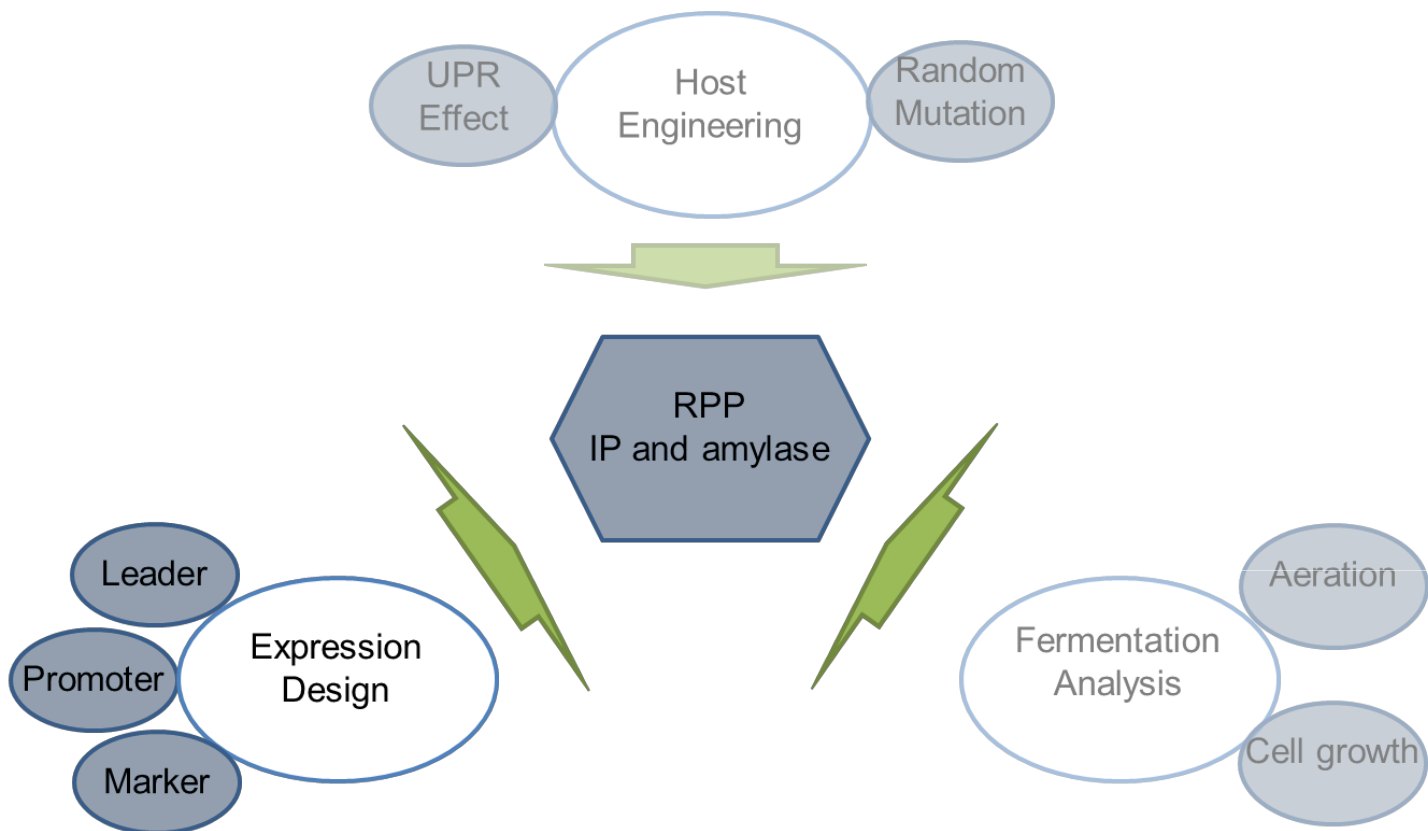 UPR
Effect
Host
Engineering
Random
Mutation
RPP
IP and amylase
Leader
Promoter
Marker
Expression
Design
Fermentation
Analysis
Aeration
Cell growth